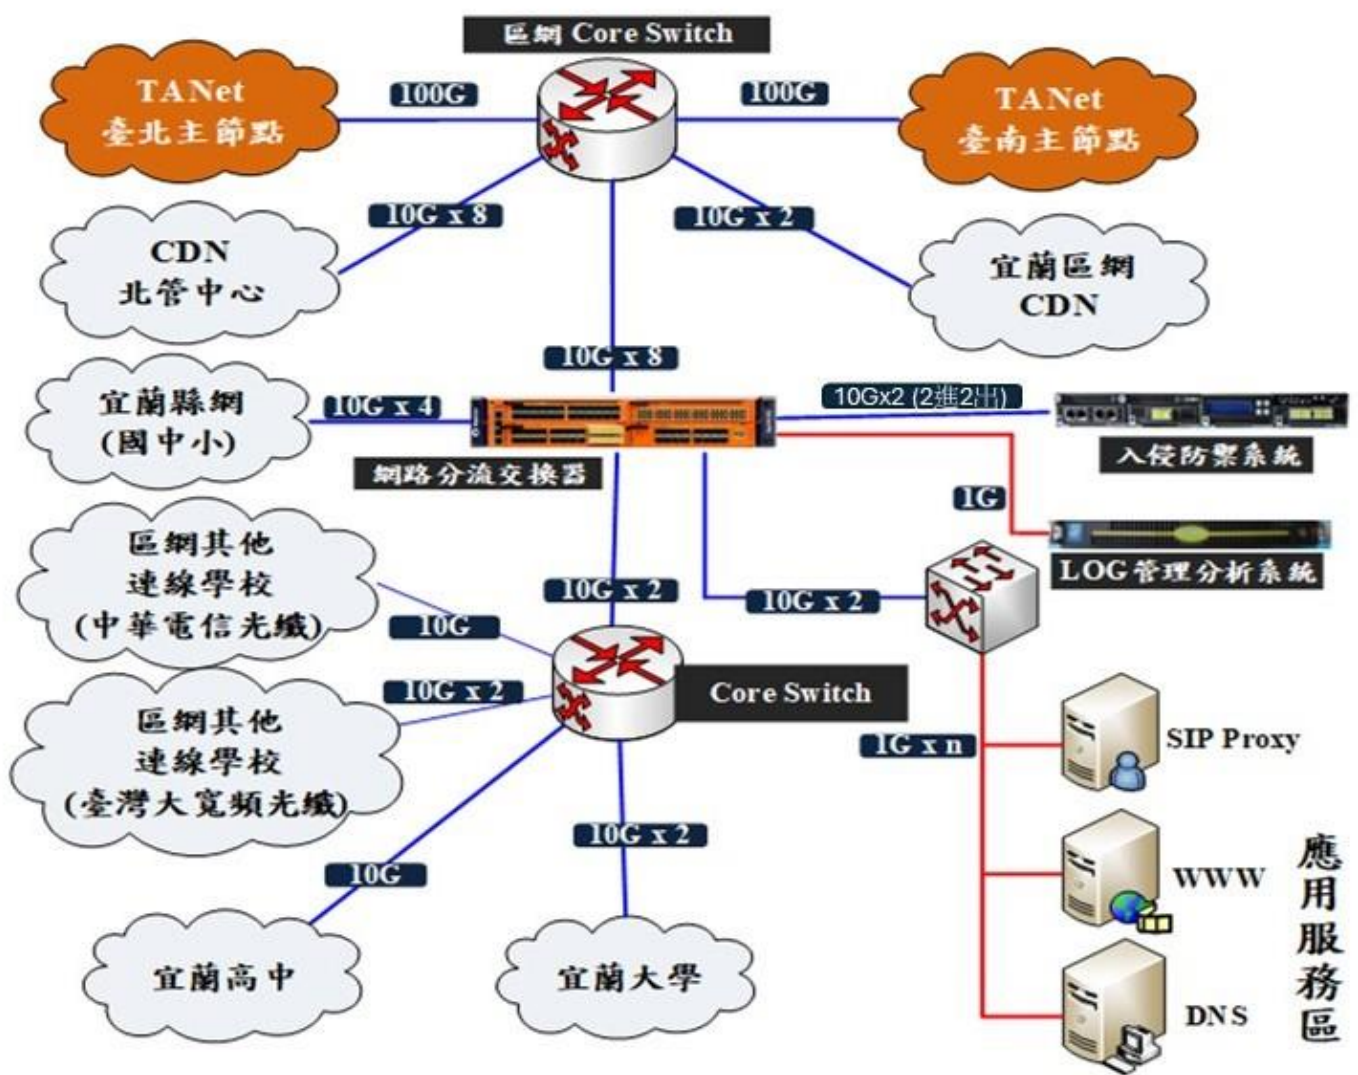 區網 Core Switch
TANet
臺北主節點
100G
100G
TANet
臺南主節點
10G x 8
10G x 2
CDN
北管中心
宜蘭區網
CDN
10G x 8
宜蘭縣網
(國中小)
10G x 4
10Gx2 (2進2出)
網路分流交換器
入侵防禦系統
1G
區網其他
連線學校
(中華電信光纖)
LOG 管理分析系統
10G x 2
10G x 2
10G
10G x 2
Core Switch
區網其他
連線學校
(臺灣大寬頻光纖)
1G x n
SIP Proxy
10G x 2
10G
WWW
應用服務區
宜蘭高中
宜蘭大學
DNS